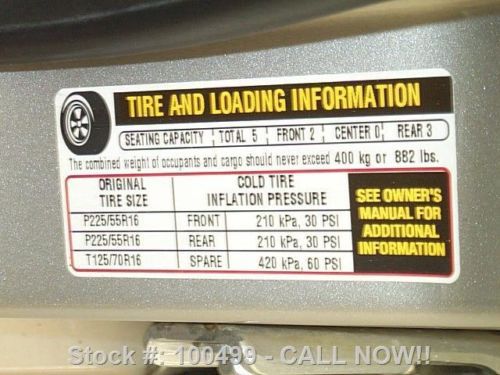 TIRE AND LOADING INFORMATION
SEATING CAPACITY TOTAL 5 FRONT 2 CENTER 0 REAR 3
The combined weight of occupants and cargo should never exceed 400 kg or 882 lbs.
ORIGINAL TIRE SIZE COLD TIRE INFLATION PRESSURE
P225/55R16 FRONT 210 kPa, 30 PSI
P225/55R16 REAR 210 kPa, 30 PSI
T125/70R16 SPARE 420 kPa, 60 PSI
SEE OWNER'S
MANUAL FOR
ADDITIONAL
INFORMATION
Stock #: 100499 - CALL NOW!!